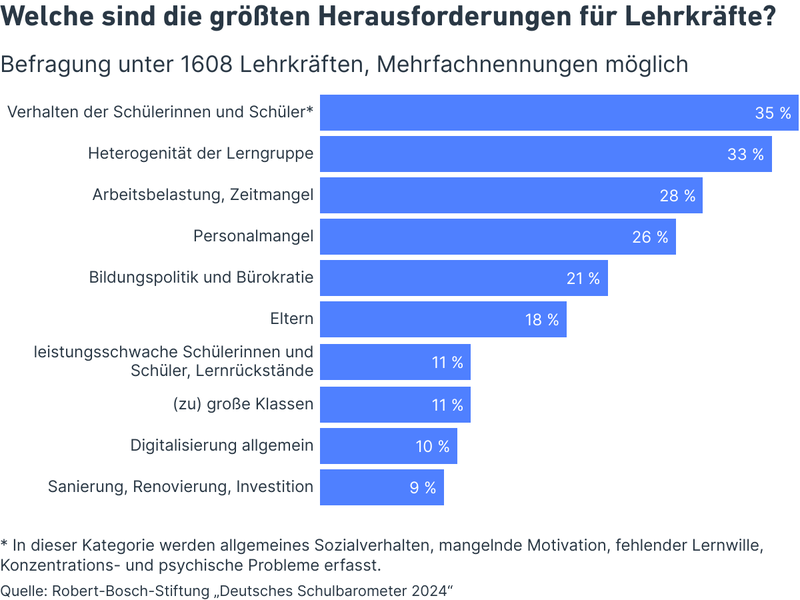 Welche sind die größten Herausforderungen für Lehrkräfte?
Befragung unter 1608 Lehrkräften, Mehrfachnennungen möglich
Verhalten der Schülerinnen und Schüler* 35 %
Heterogenität der Lerngruppe 33 %
Arbeitsbelastung, Zeitmangel 28 %
Personalmangel 26 %
Bildungspolitik und Bürokratie 21 %
Eltern 18 %
leistungsschwache Schülerinnen und
Schüler, Lernrückstände 11 %
(zu) große Klassen 11 %
Digitalisierung allgemein 10 %
Sanierung, Renovierung, Investition 9 %
* In dieser Kategorie werden allgemeines Sozialverhalten, mangelnde Motivation, fehlender Lernwille,
Konzentrations- und psychische Probleme erfasst.
Quelle: Robert-Bosch-Stiftung „Deutsches Schulbarometer 2024“